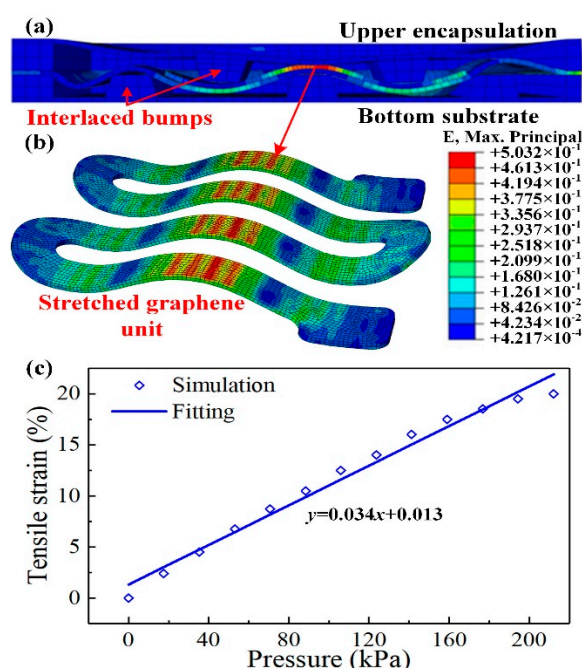 (a)
Upper encapsulation
Interlaced bumps
Bottom substrate
(b)
E, Max. Principal
+5.032×10⁻¹
+4.613×10⁻¹
+4.194×10⁻¹
+3.775×10⁻¹
+3.356×10⁻¹
+2.937×10⁻¹
+2.518×10⁻¹
+2.099×10⁻¹
+1.680×10⁻¹
+1.261×10⁻¹
+8.426×10⁻²
+4.234×10⁻²
+4.217×10⁻⁴
Stretched graphene
unit
(c)
Simulation
Fitting
y=0.034x+0.013
Tensile strain (%)
20
15
10
5
0
0 40 80 120 160 200
Pressure (kPa)